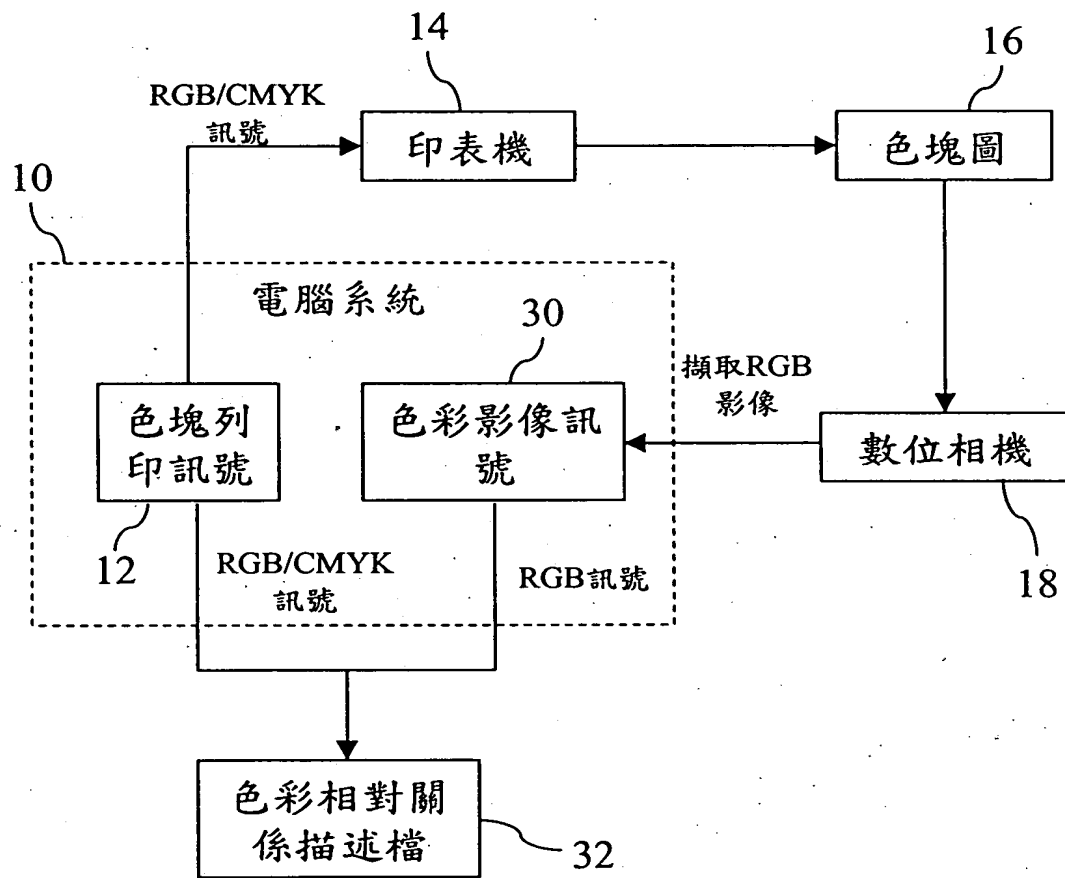 14
16
RGB/CMYK
訊號
印表機
色塊圖
10
電腦系統
30
擷取RGB
影像
色塊列
印訊號
色彩影像訊
號
數位相機
12
RGB/CMYK
訊號
RGB訊號
18
色彩相對關
係描述檔
32